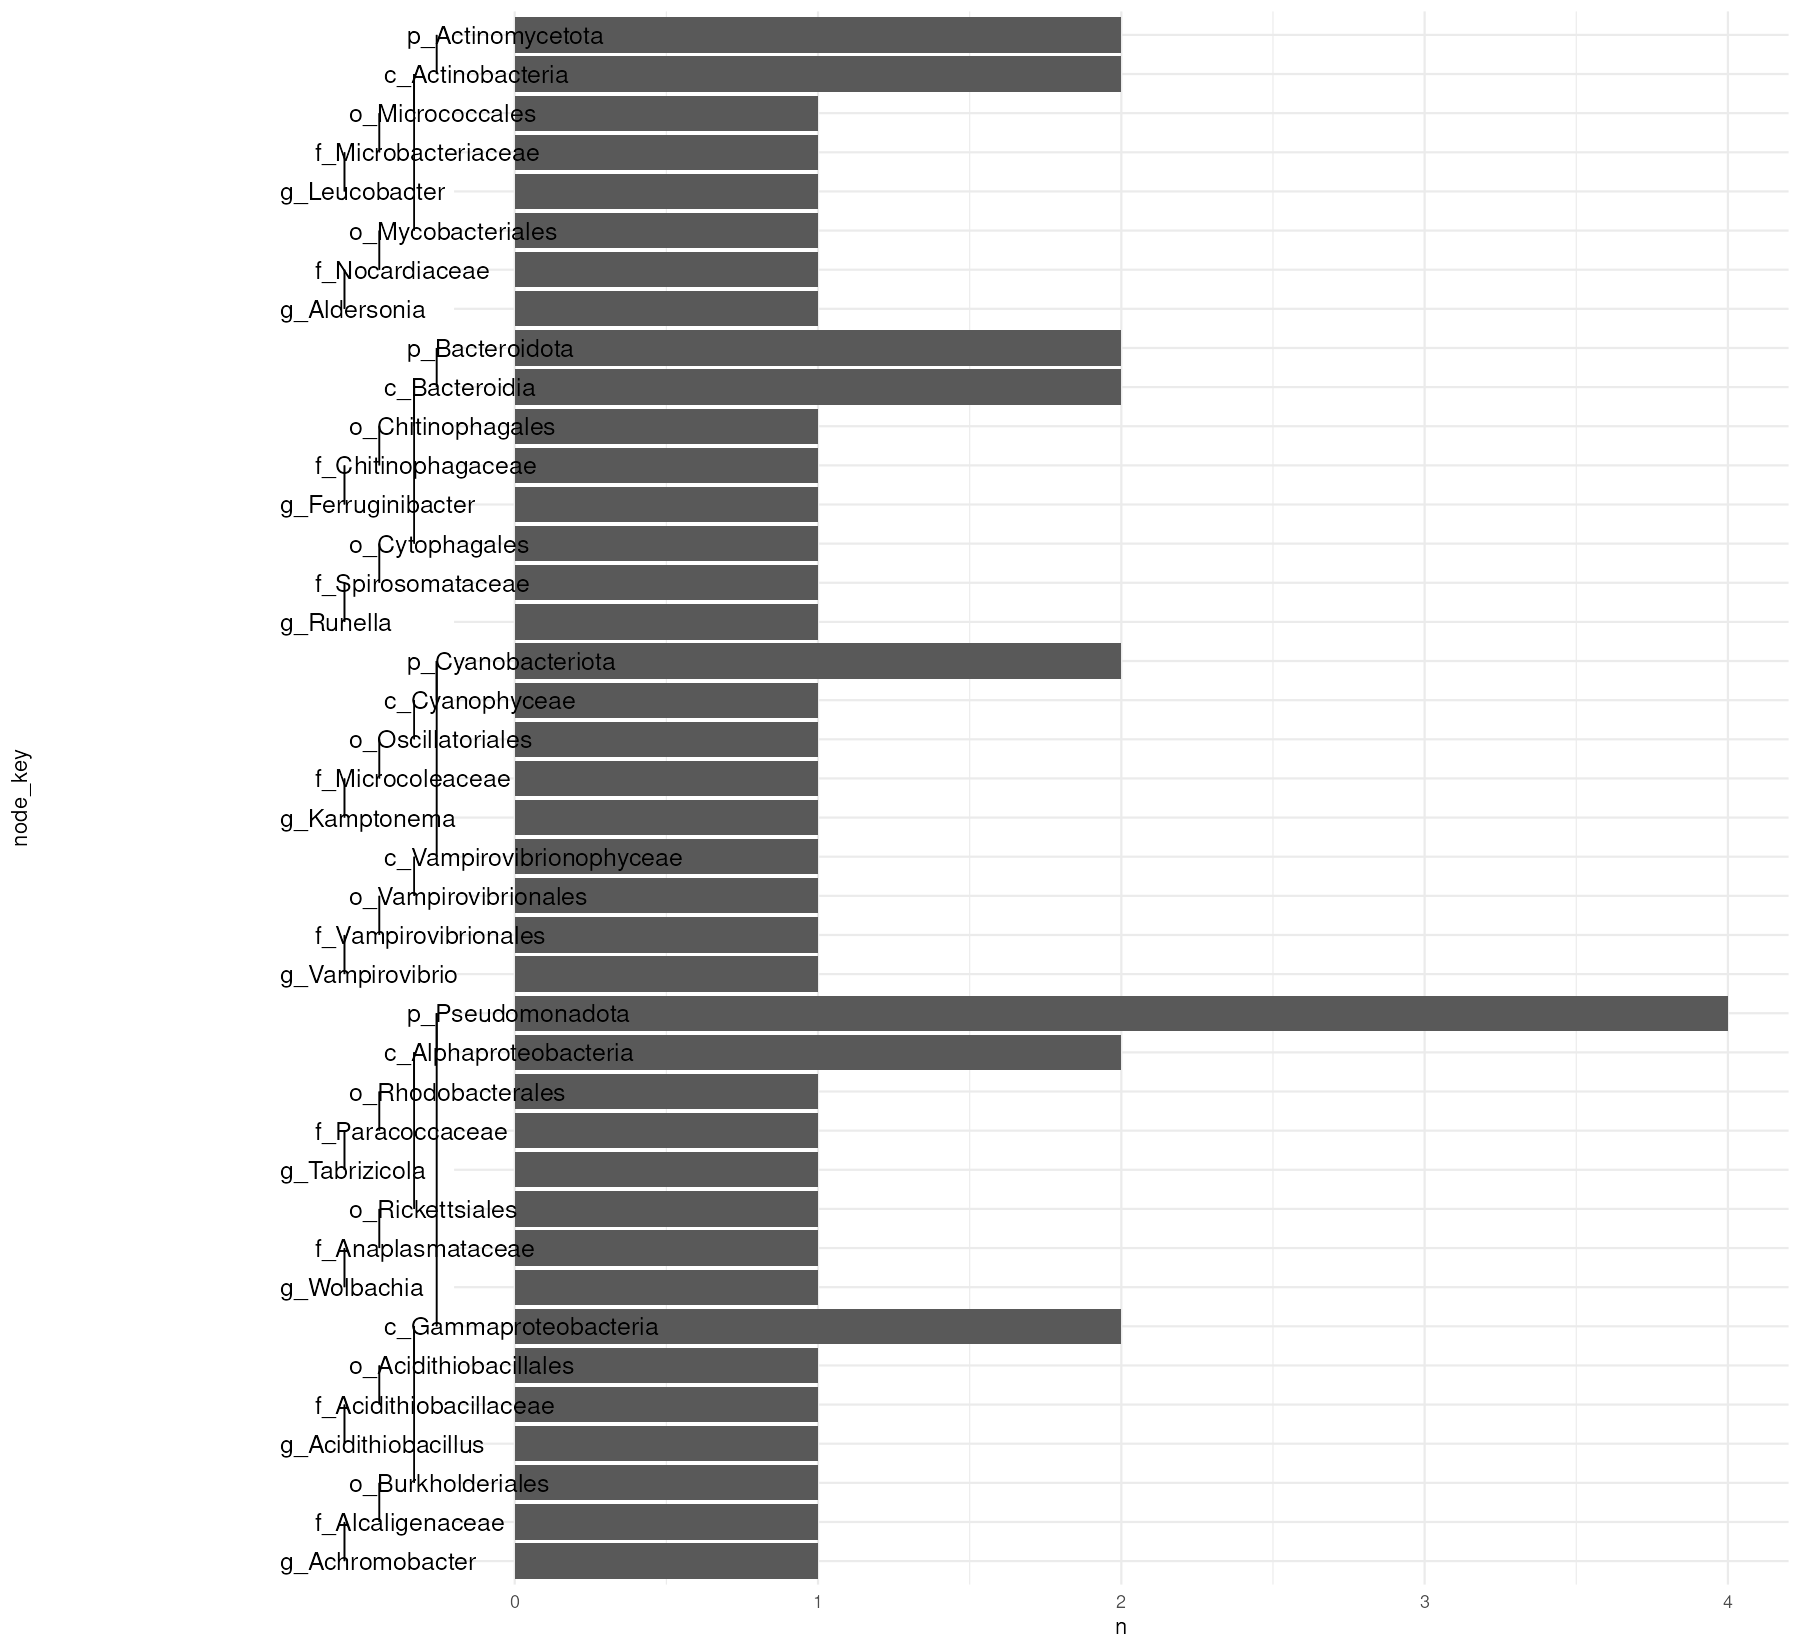 p_Actinomycetota
c_Actinobacteria
o_Micrococcales
f_Microbacteriaceae
g_Leucobacter
o_Mycobacteriales
f_Nocardiaceae
g_Aldersonia
p_Bacteroidota
c_Bacteroidia
o_Chitinophagales
f_Chitinophagaceae
g_Ferruginibacter
o_Cytophagales
f_Spirosomataceae
g_Runella
p_Cyanobacteriota
c_Cyanophyceae
o_Oscillatoriales
f_Microcoleaceae
g_Kamptonema
c_Vampirovibrionophyceae
o_Vampirovibrionales
f_Vampirovibrionales
g_Vampirovibrio
p_Pseudomonadota
c_Alphaproteobacteria
o_Rhodobacterales
f_Paracoccaceae
g_Tabrizicola
o_Rickettsiales
f_Anaplasmataceae
g_Wolbachia
c_Gammaproteobacteria
o_Acidithiobacillales
f_Acidithiobacillaceae
g_Acidithiobacillus
o_Burkholderiales
f_Alcaligenaceae
g_Achromobacter
node_key
0 1 2 3 4
n